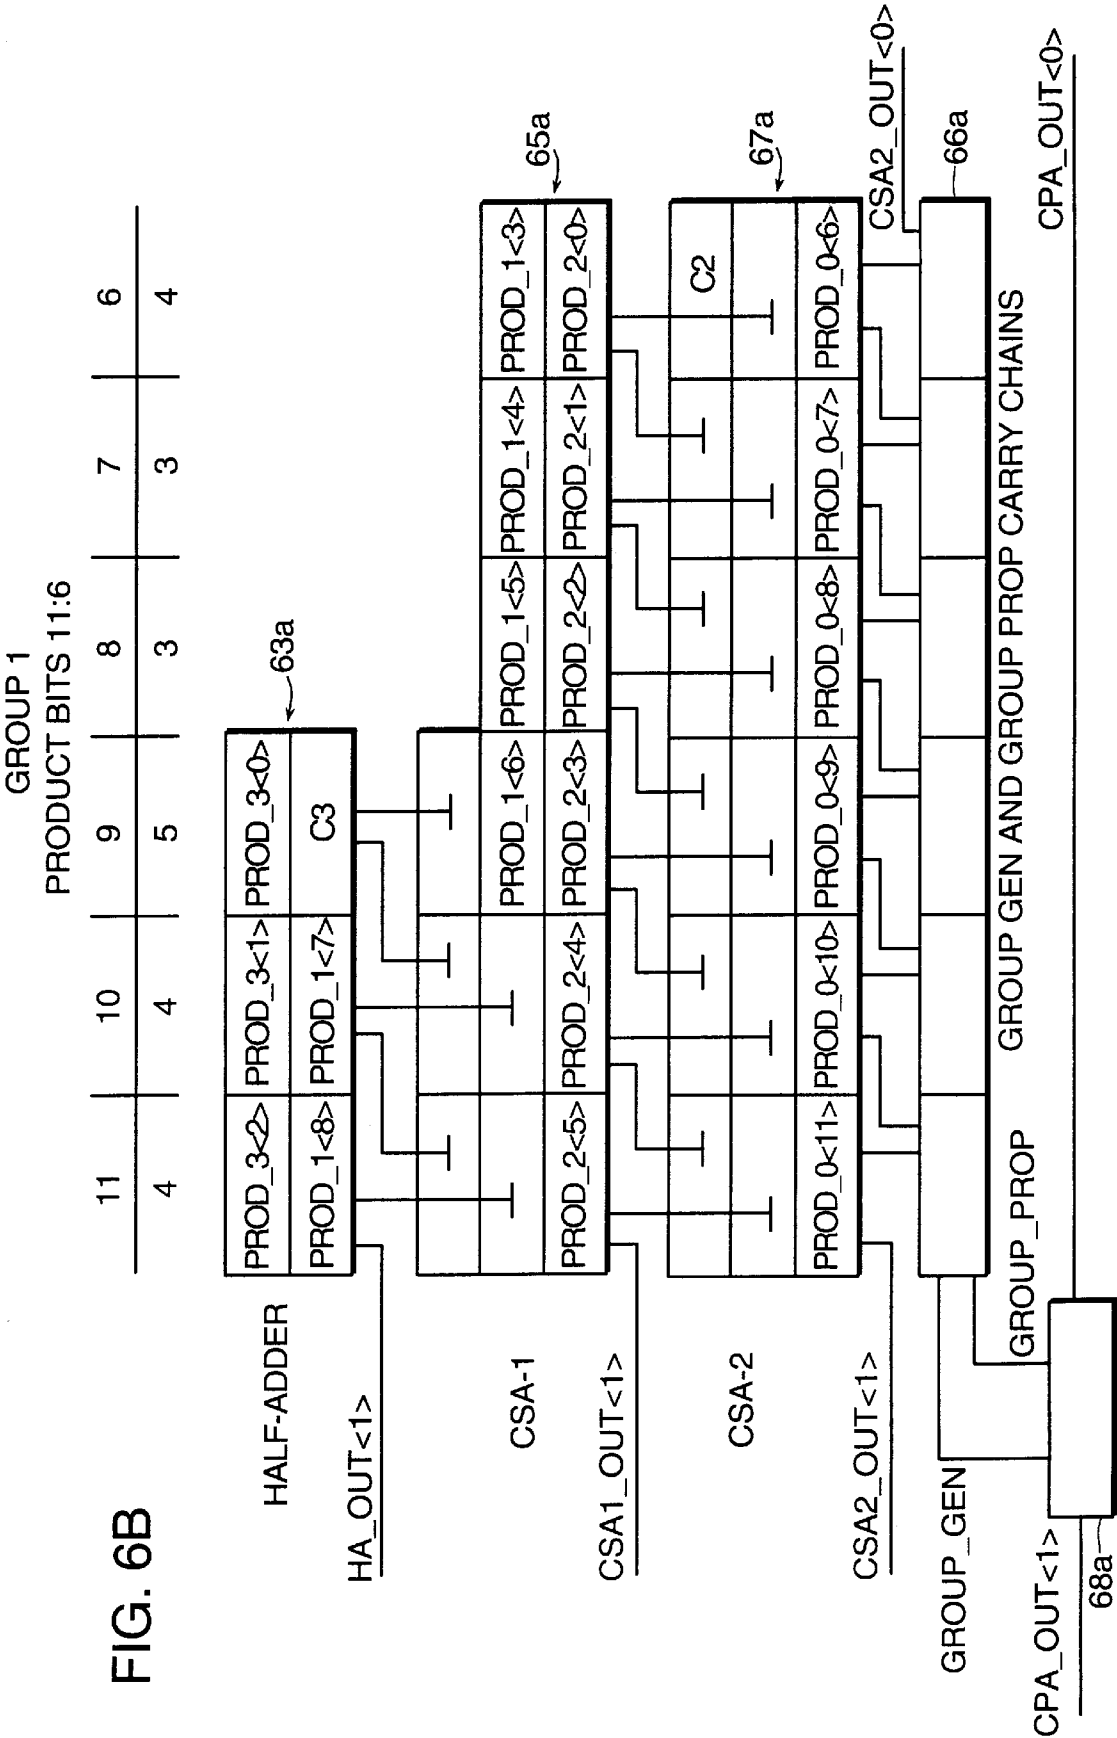 FIG. 6B
GROUP 1
PRODUCT BITS 11:6
11 10 9 8 7 6
4 4 5 3 3 4
HALF-ADDER
PROD_3<2> PROD_3<1> PROD_3<0>
63a
PROD_1<8> PROD_1<7> C3
HA_OUT<1>
CSA-1
65a
PROD_1<6> PROD_1<5> PROD_1<4> PROD_1<3>
PROD_2<5> PROD_2<4> PROD_2<3> PROD_2<2> PROD_2<1> PROD_2<0>
CSA1_OUT<1>
C2
CSA-2
67a
PROD_0<11> PROD_0<10> PROD_0<9> PROD_0<8> PROD_0<7> PROD_0<6>
CSA2_OUT<1>
CSA2_OUT<0>
66a
GROUP_GEN
GROUP_PROP
GROUP GEN AND GROUP PROP CARRY CHAINS
CPA_OUT<1>
CPA_OUT<0>
68a